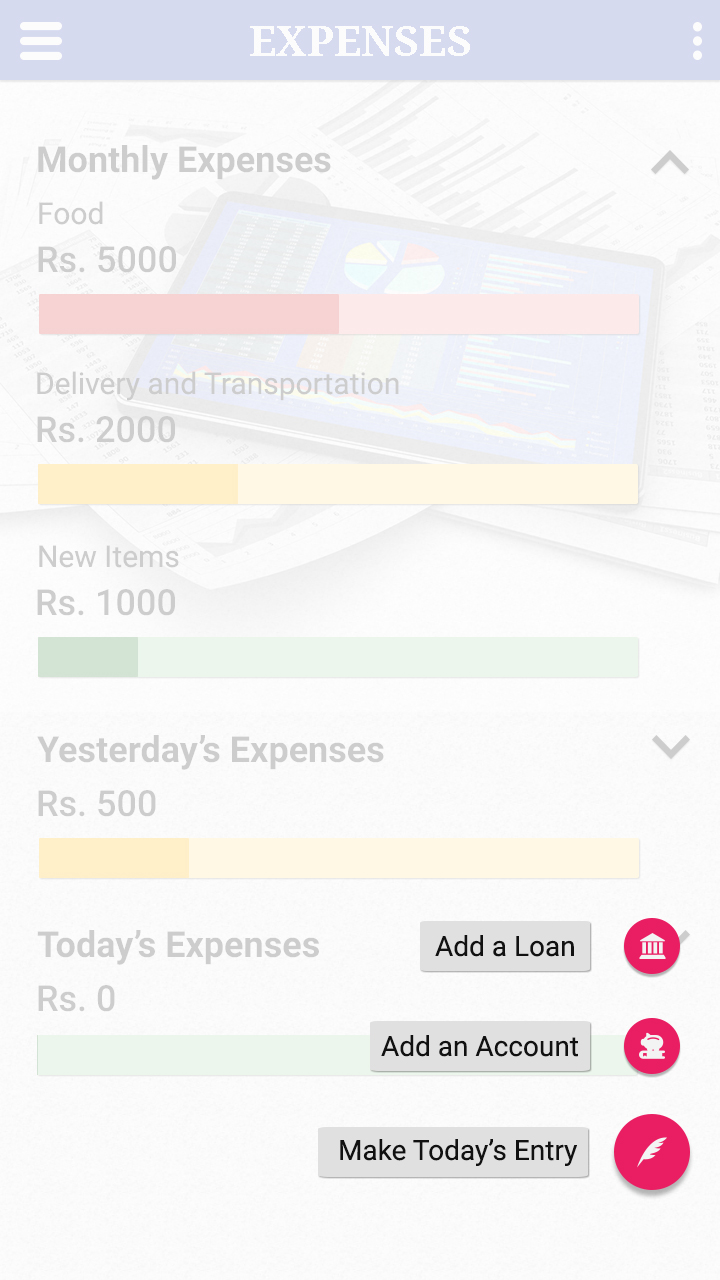 EXPENSES
Monthly Expenses
Food
Rs. 5000
Delivery and Transportation
Rs. 2000
New Items
Rs. 1000
Yesterday’s Expenses
Rs. 500
Today’s Expenses
Add a Loan
Rs. 0
Add an Account
Make Today’s Entry